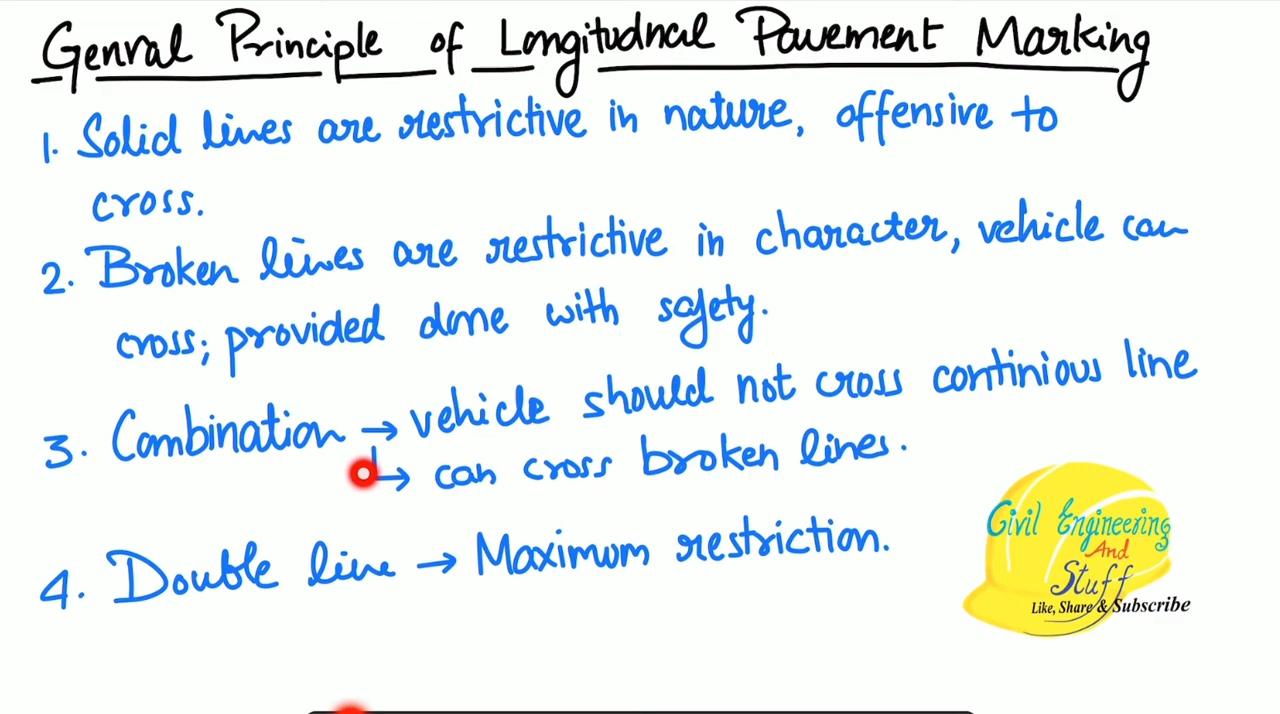 Genral Principle of Longitudnal Pavement Marking
1. Solid lines are restrictive in nature, offensive to
cross.
2. Broken lines are restrictive in character, vehicle can
cross; provided done with safety.
3. Combination → vehicle should not cross continious line
↳ can cross broken lines.
4. Double line → Maximum restriction.
Civil Engineering
And
Stuff
Like, Share & Subscribe